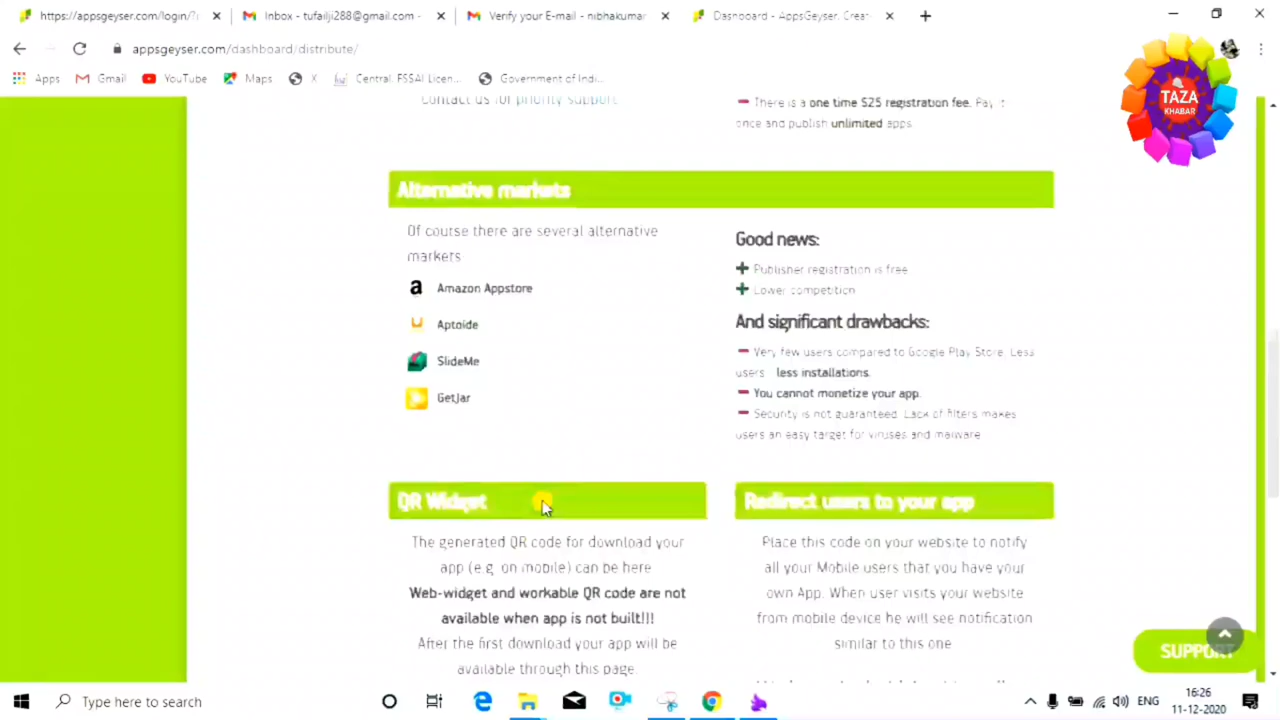 https://appsgeyser.com/login/?
Inbox - tufailji288@gmail.com -
Verify your E-mail - nibhakumar
Dashboard - AppsGeyser. Creat
appsgeyser.com/dashboard/distribute/
Apps
Gmail
YouTube
Maps
X
Central. FSSAI Licen...
Government of Indi...
TAZA
KHABAR
Contact us for priority support.
There is a one time $25 registration fee. Pay it
once and publish unlimited apps.
Alternative markets
Of course there are several alternative
markets
Amazon Appstore
Aptoide
SlideMe
GetJar
Good news:
Publisher registration is free
Lower competition
And significant drawbacks:
Very few users compared to Google Play Store. Less
users less installations.
You cannot monetize your app.
Security is not guaranteed. Lack of filters makes
users an easy target for viruses and malware
QR Widget
The generated QR code for download your
app (e.g. on mobile) can be here
Web-widget and workable QR code are not
available when app is not built!!!
After the first download your app will be
available through this page.
Redirect users to your app
Place this code on your website to notify
all your Mobile users that you have your
own App. When user visits your website
from mobile device he will see notification
similar to this one
SUPPORT
Type here to search
ENG
16:26
11-12-2020